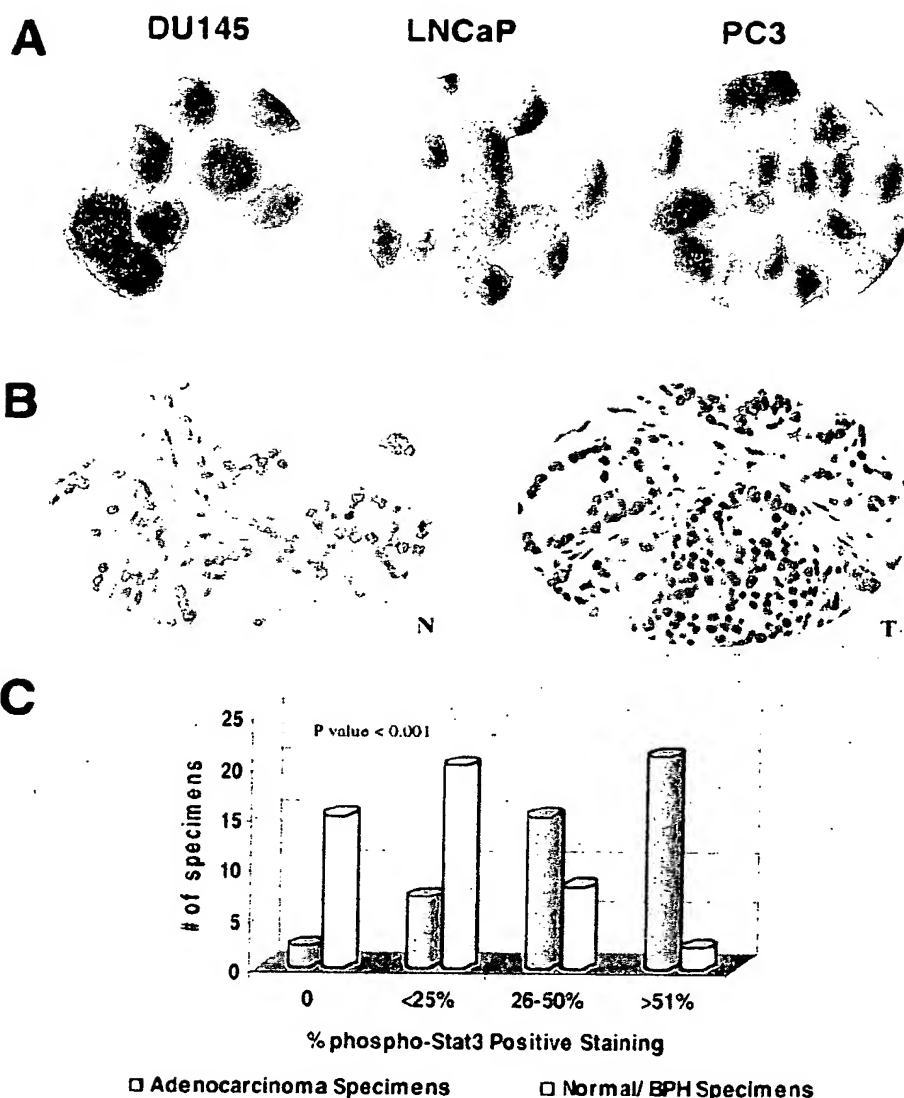 A
DU145 LNCaP PC3
B
N T
C
P value < 0.001
# of specimens
25
20
15
10
5
0
0 <25% 26-50% >51%
% phospho-Stat3 Positive Staining
Adenocarcinoma Specimens Normal/ BPH Specimens